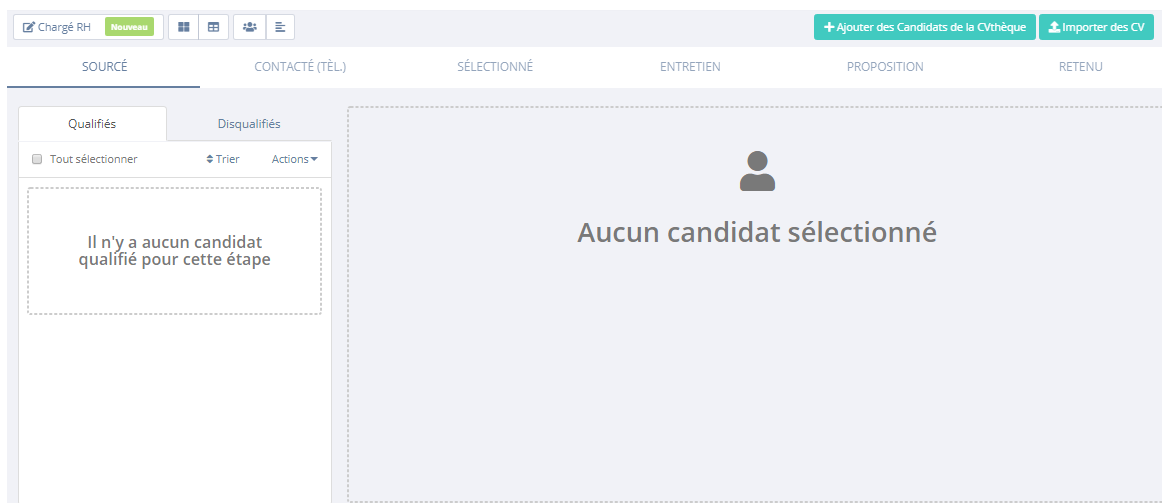 Chargé RH Nouveau
Ajouter des Candidats de la CVthèque Importer des CV
SOURCÉ CONTACTÉ (TÈL.) SÉLECTIONNÉ ENTRETIEN PROPOSITION RETENU
Qualifiés Disqualifiés
Tout sélectionner Trier Actions
Il n'y a aucun candidat
qualifié pour cette étape
Aucun candidat sélectionné